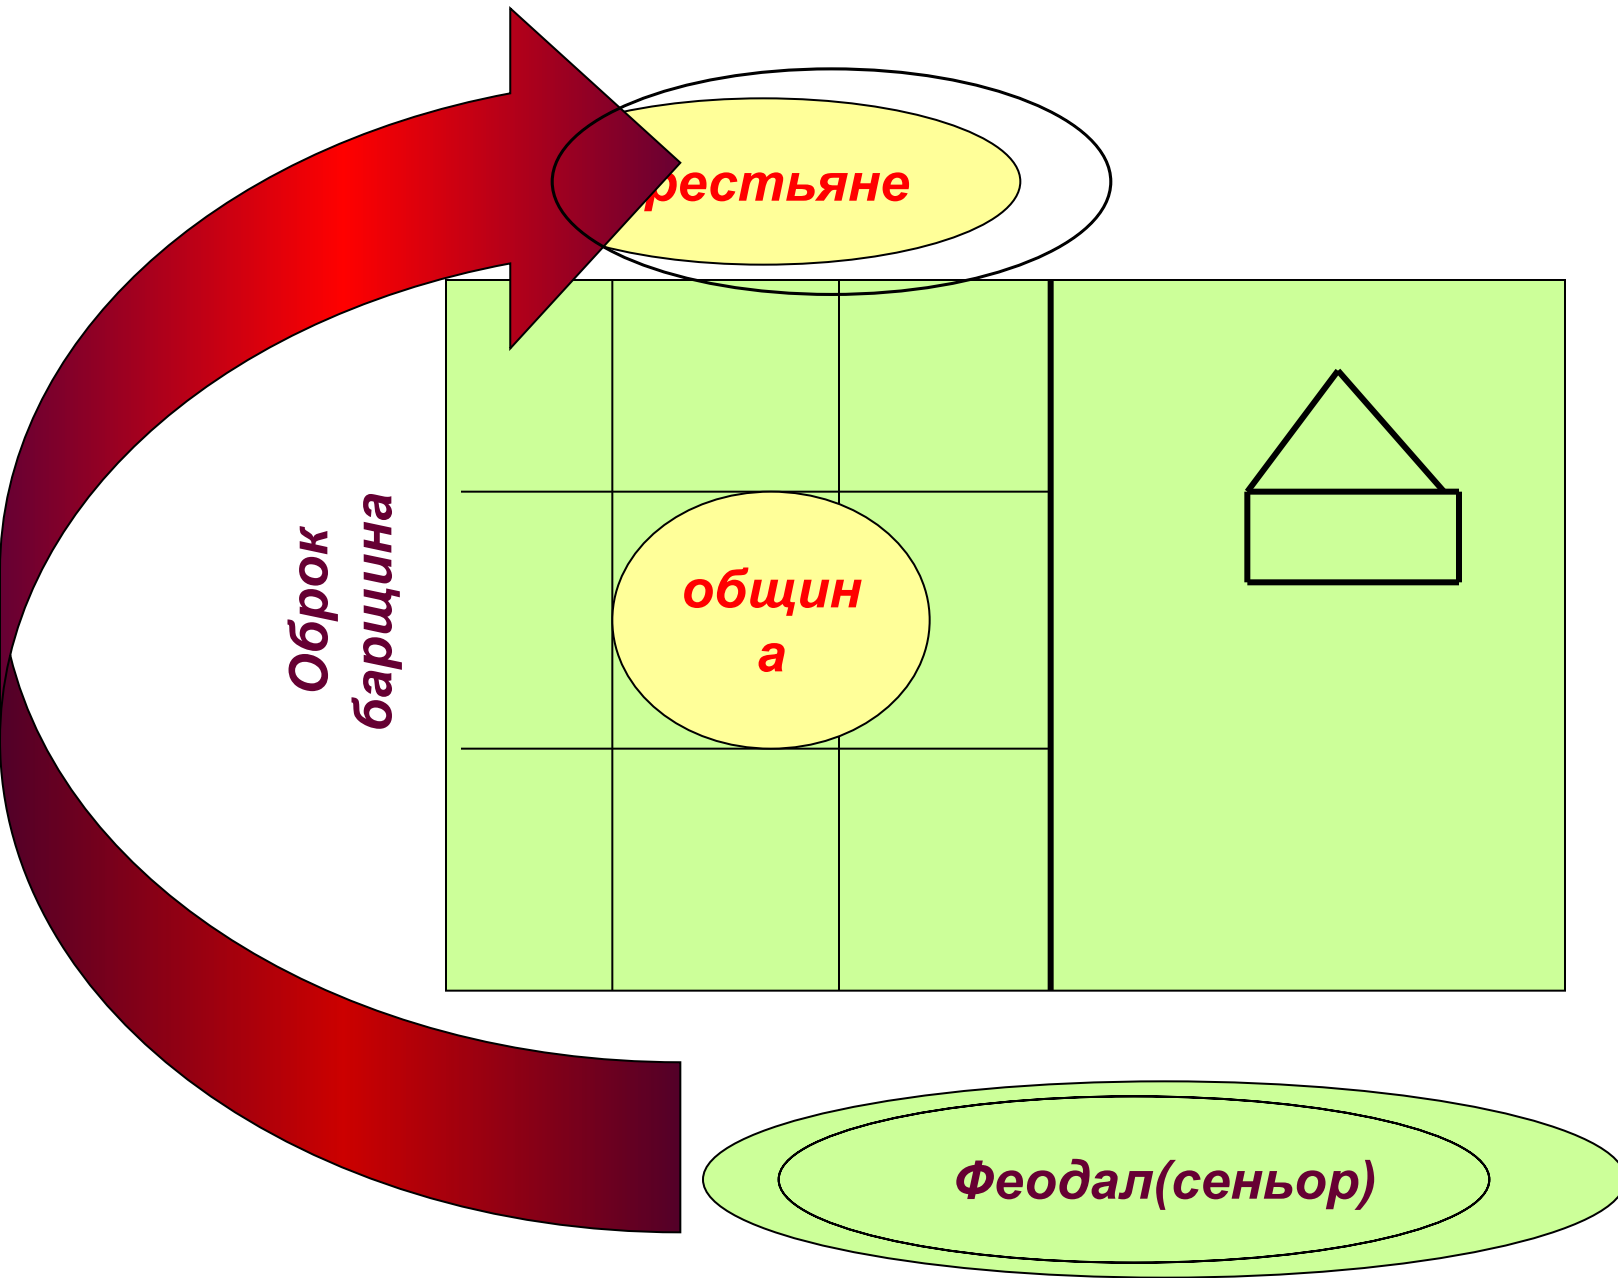 рестьяне
Оброк
барщина
общин
а
Феодал(сеньор)